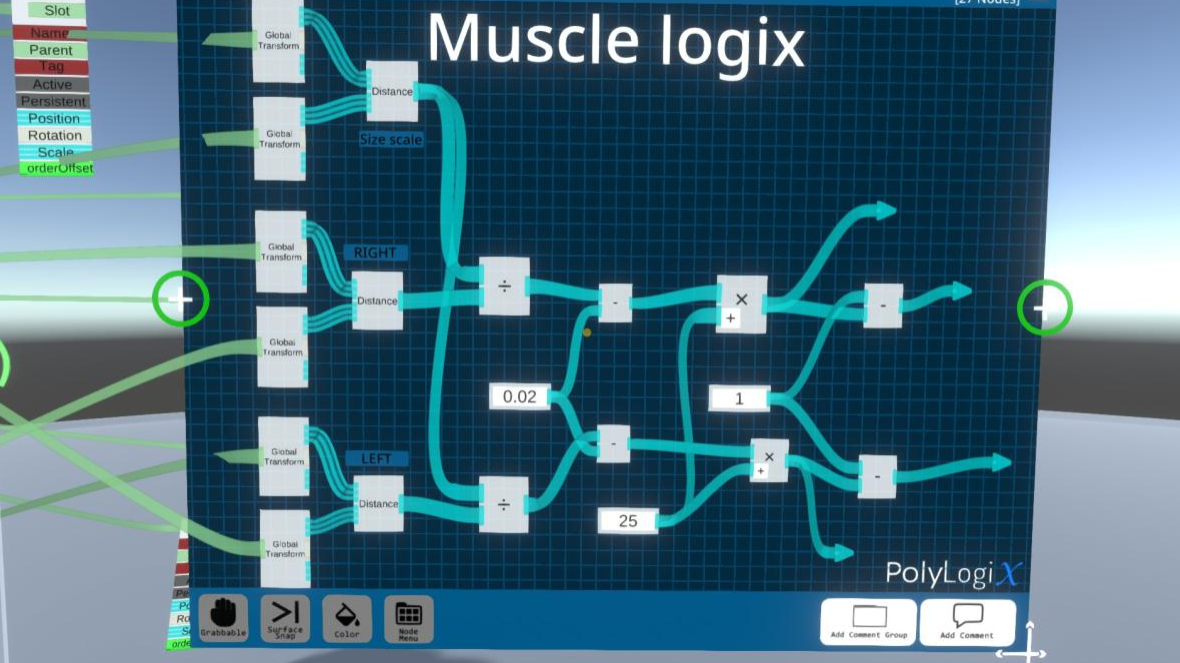 [27 Nodes]
Muscle logix
Slot
Name
Parent
Tag
Active
Persistent
Position
Rotation
Scale
orderOffset
Global
Transform
Distance
Size scale
Global
Transform
Global
Transform
RIGHT
Distance
÷
-
×
+
-
Global
Transform
0.02
1
Global
Transform
LEFT
Distance
÷
-
×
+
-
25
Global
Transform
PolyLogiX
Grabbable
Surface
Snap
Color
Node
Menu
Add Comment Group
Add Comment